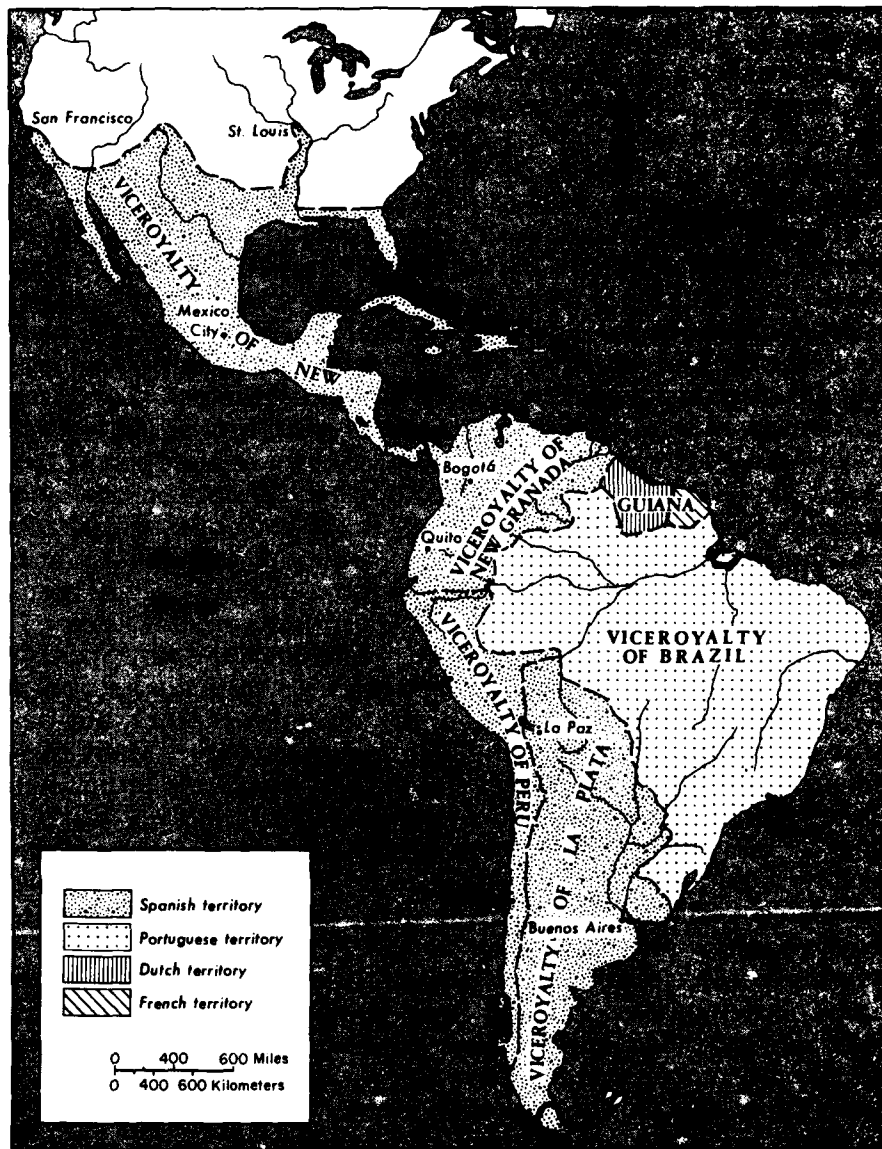 San Francisco
St. Louis
VICEROYALTY
Mexico
City
OF
NEW
Bogotá
VICEROYALTY OF
NEW GRANADA
GUIANA
Quito
VICEROYALTY
OF BRAZIL
VICEROYALTY OF PERU
La Paz
VICEROYALTY OF LA PLATA
Buenos Aires
Spanish territory
Portuguese territory
Dutch territory
French territory
0 400 600 Miles
0 400 600 Kilometers